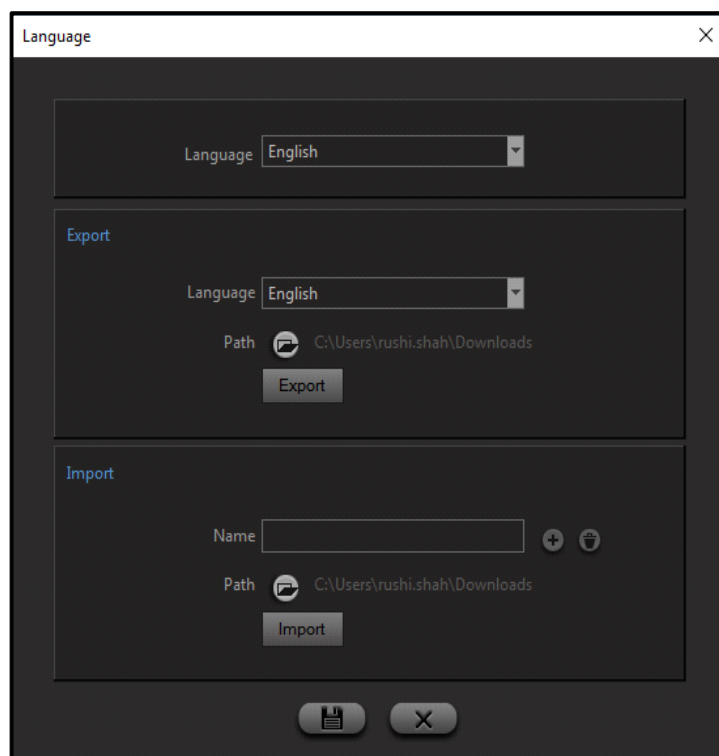 Language
Language English
Export
Language English
Path C:\Users\rushi.shah\Downloads
Export
Import
Name
Path C:\Users\rushi.shah\Downloads
Import